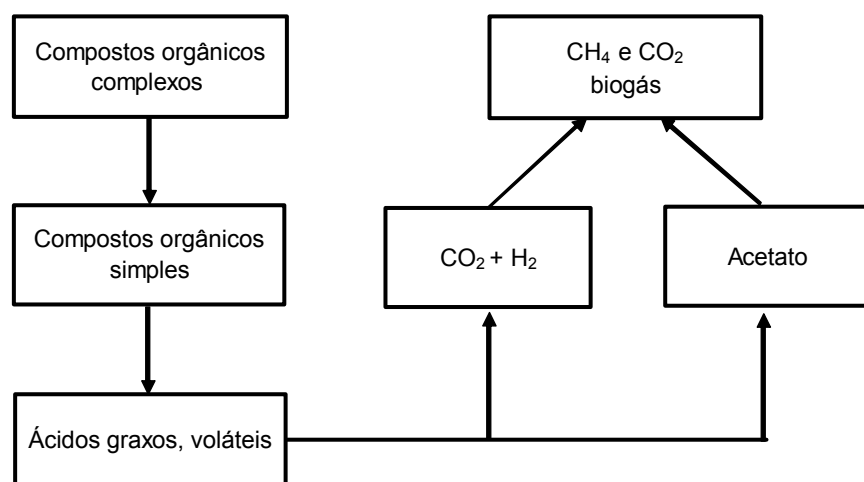 Compostos orgânicos
complexos
Compostos orgânicos
simples
Ácidos graxos, voláteis
CH₄ e CO₂
biogás
CO₂ + H₂
Acetato